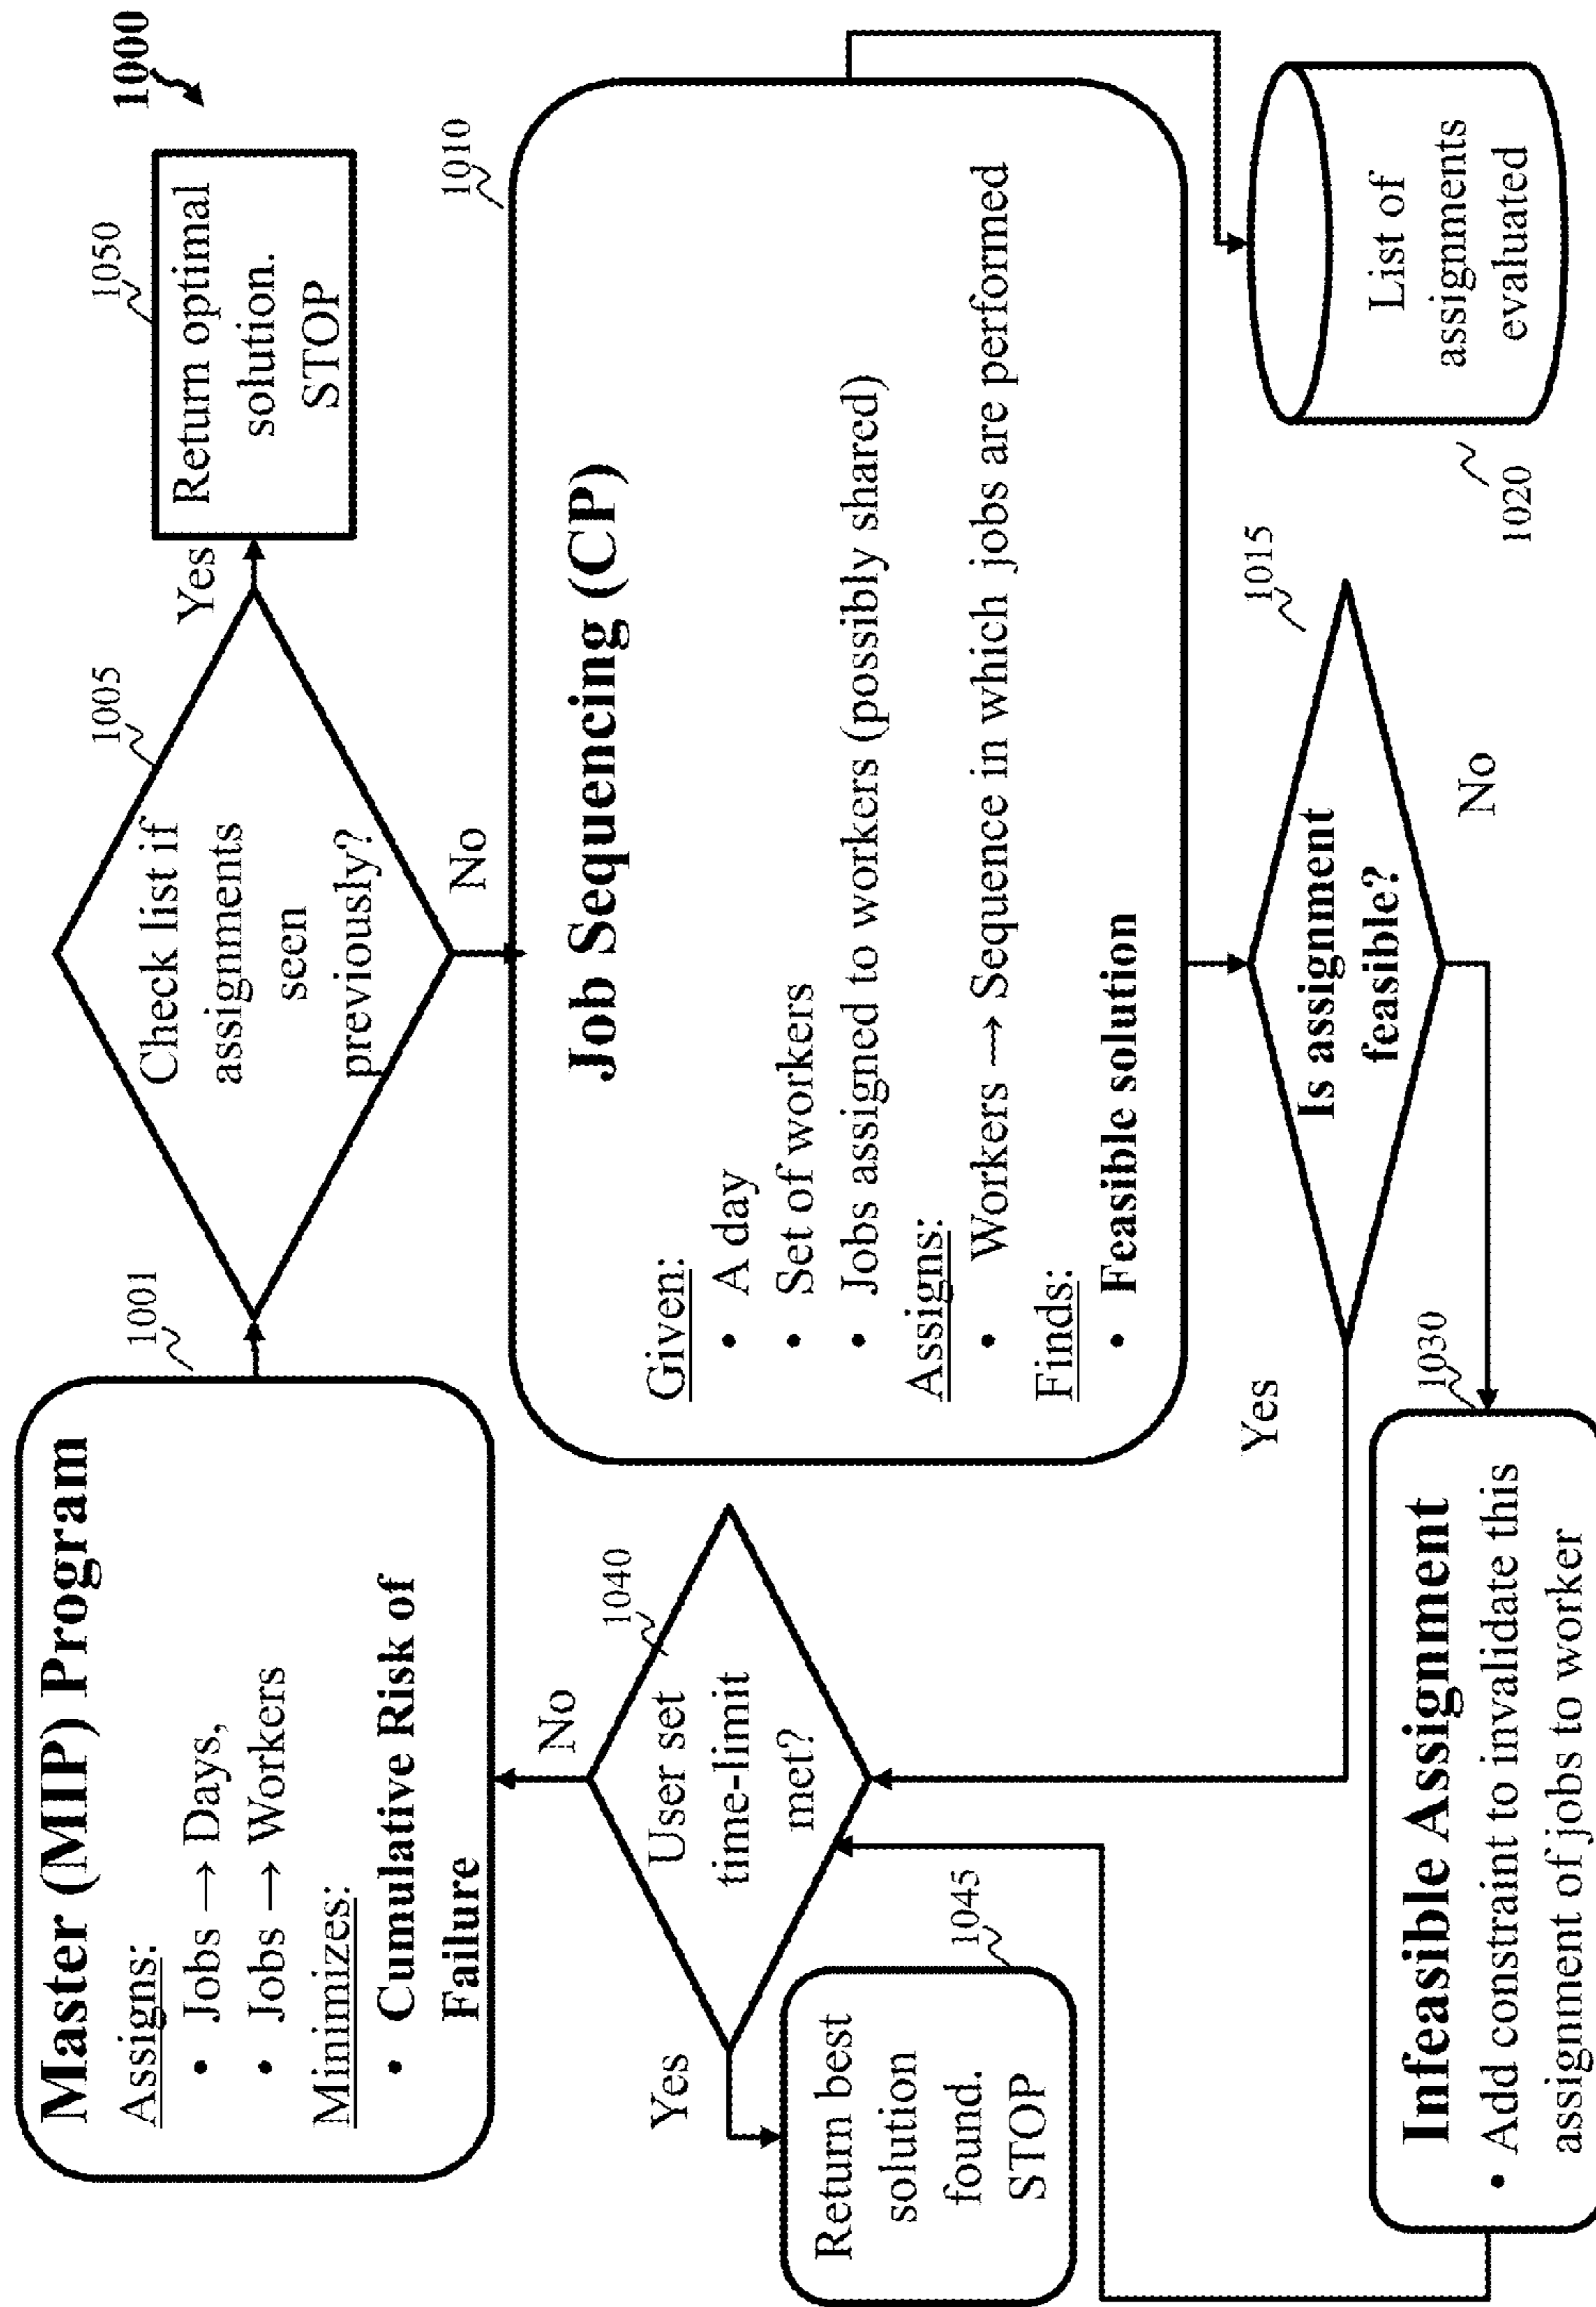 1000
Master (MIP) Program
Assigns:
• Jobs → Days,
• Jobs → Workers
Minimizes:
• Cumulative Risk of
Failure
1001
Check list if
assignments
seen
previously?
1005
Yes
Return optimal
solution.
STOP
1050
No
Job Sequencing (CP)
Given:
• A day
• Set of workers
• Jobs assigned to workers (possibly shared)
Assigns:
• Workers → Sequence in which jobs are performed
Finds:
• Feasible solution
1010
No
User set
time-limit
met?
1040
Yes
Return best
solution
found.
STOP
1045
Yes
Is assignment
feasible?
1015
No
List of
assignments
evaluated
1020
Infeasible Assignment
• Add constraint to invalidate this
assignment of jobs to worker
1030